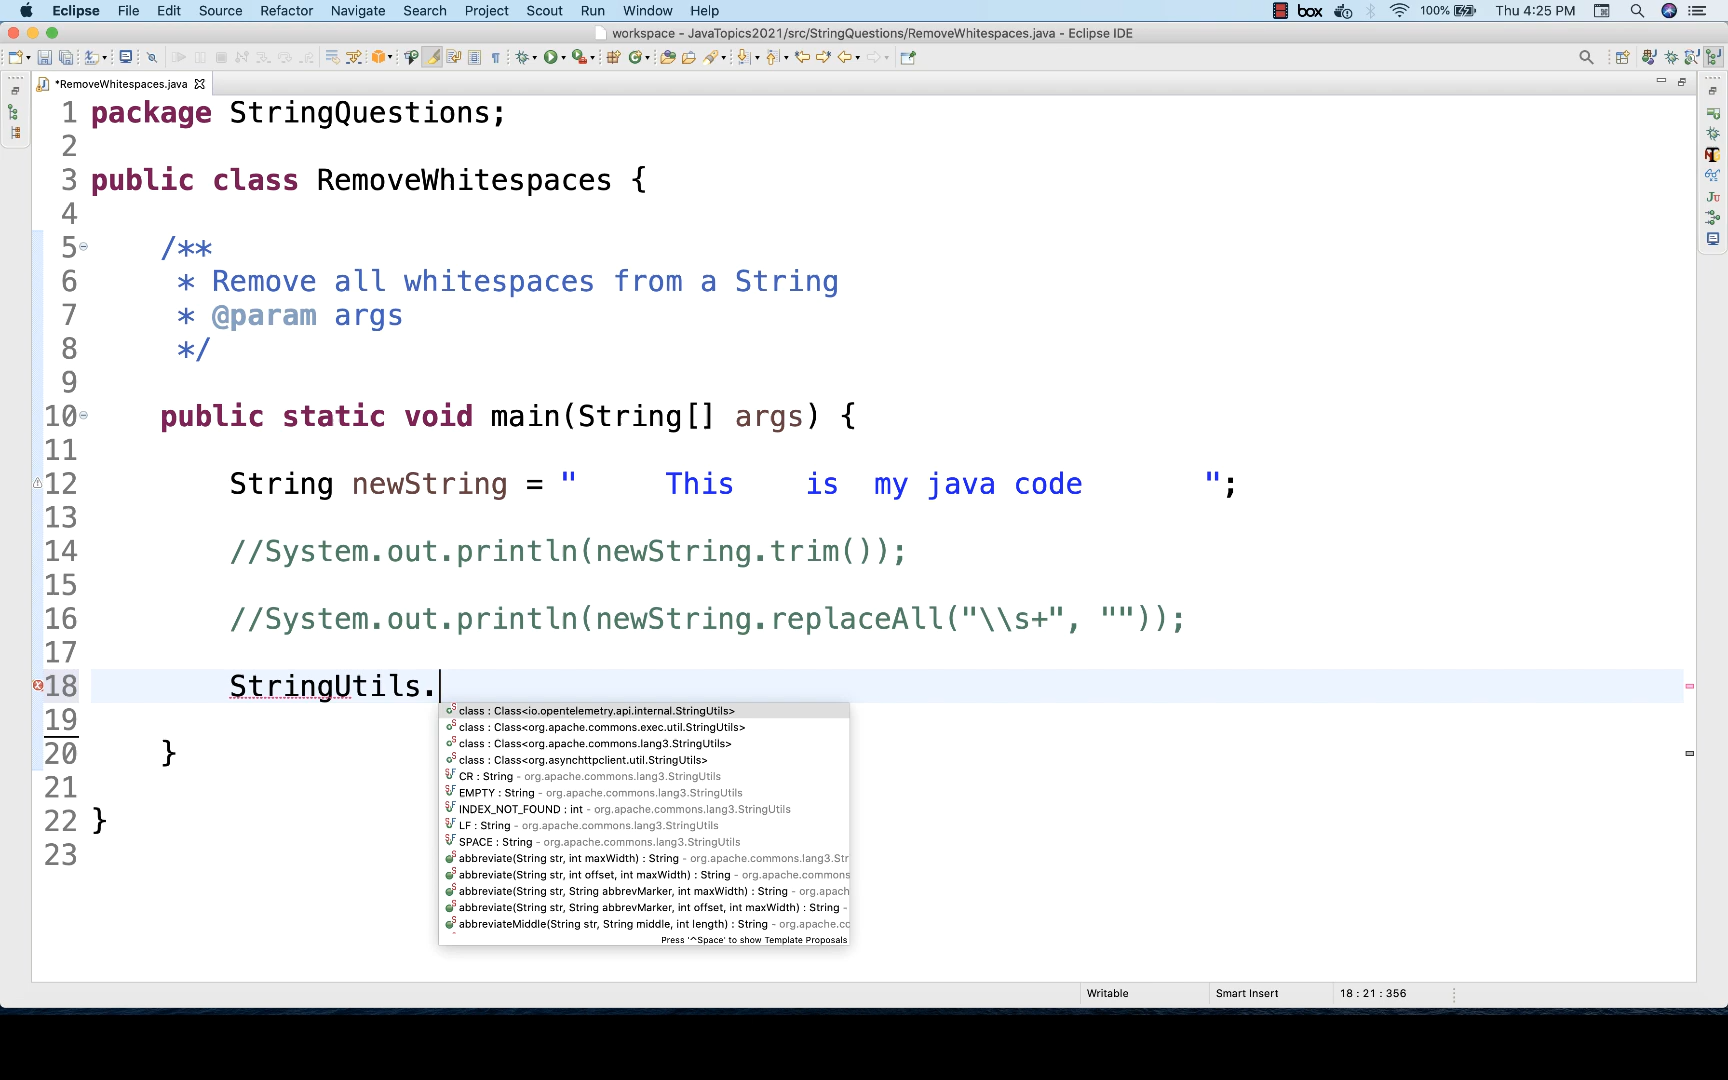 Eclipse File Edit Source Refactor Navigate Search Project Scout Run Window Help box 100% Thu 4:25 PM
workspace - JavaTopics2021/src/StringQuestions/RemoveWhitespaces.java - Eclipse IDE
*RemoveWhitespaces.java
1 package StringQuestions;
2
3 public class RemoveWhitespaces {
4
5 /**
6 * Remove all whitespaces from a String
7 * @param args
8 */
9
10 public static void main(String[] args) {
11
12 String newString = "     This    is  my java code       ";
13
14 //System.out.println(newString.trim());
15
16 //System.out.println(newString.replaceAll("\\s+", ""));
17
18 StringUtils.
19
20 }
21
22 }
23
class : Class<io.opentelemetry.api.internal.StringUtils>
class : Class<org.apache.commons.exec.util.StringUtils>
class : Class<org.apache.commons.lang3.StringUtils>
class : Class<org.asynchttpclient.util.StringUtils>
CR : String - org.apache.commons.lang3.StringUtils
EMPTY : String - org.apache.commons.lang3.StringUtils
INDEX_NOT_FOUND : int - org.apache.commons.lang3.StringUtils
LF : String - org.apache.commons.lang3.StringUtils
SPACE : String - org.apache.commons.lang3.StringUtils
abbreviate(String str, int maxWidth) : String - org.apache.commons.lang3.Str
abbreviate(String str, int offset, int maxWidth) : String - org.apache.commons
abbreviate(String str, String abbrevMarker, int maxWidth) : String - org.apach
abbreviate(String str, String abbrevMarker, int offset, int maxWidth) : String -
abbreviateMiddle(String str, String middle, int length) : String - org.apache.cc
Press '^Space' to show Template Proposals
Writable Smart Insert 18 : 21 : 356